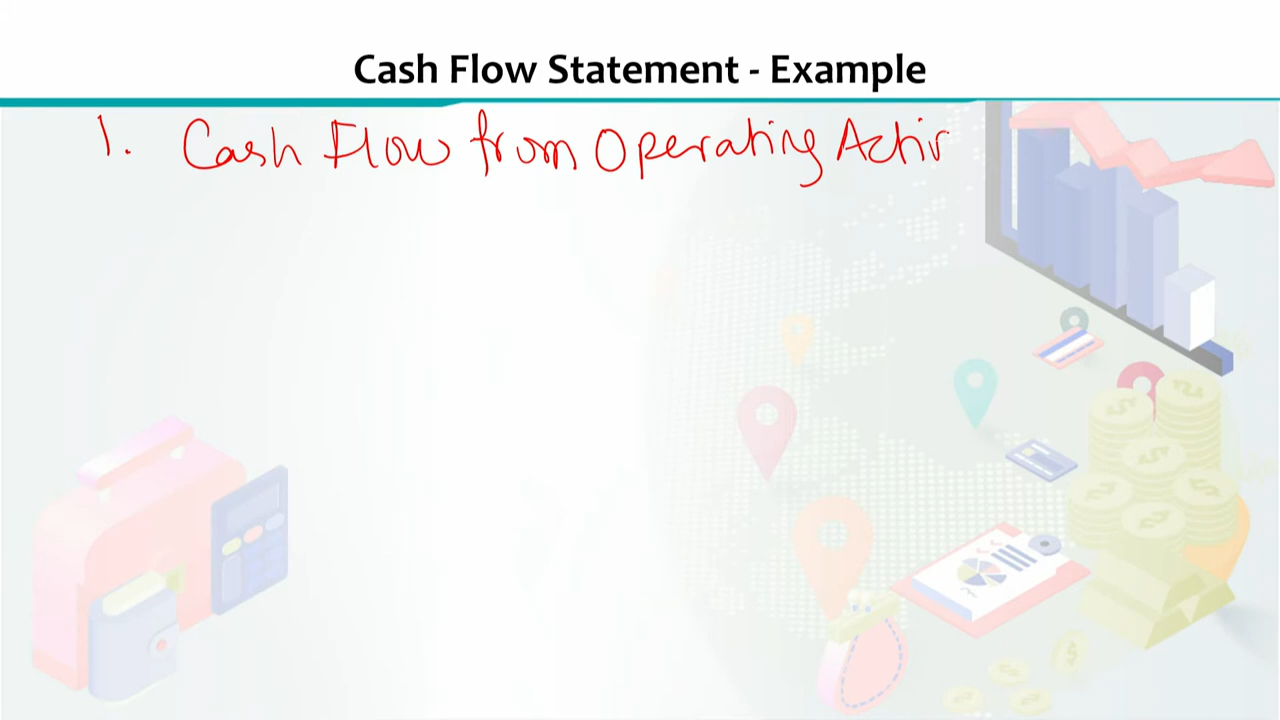 Cash Flow Statement - Example
1. Cash Flow from Operating Activ